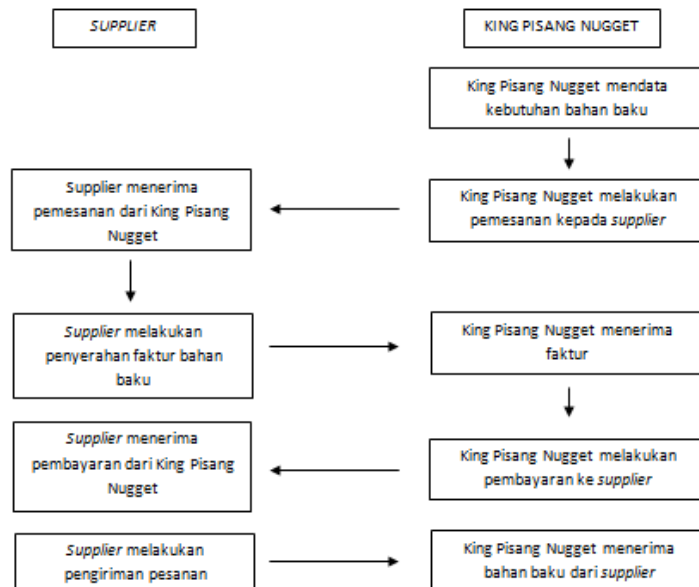 SUPPLIER
KING PISANG NUGGET
King Pisang Nugget mendata
kebutuhan bahan baku
Supplier menerima
pemesanan dari King Pisang
Nugget
King Pisang Nugget melakukan
pemesanan kepada supplier
Supplier melakukan
penyerahan faktur bahan
baku
King Pisang Nugget menerima
faktur
Supplier menerima
pembayaran dari King Pisang
Nugget
King Pisang Nugget melakukan
pembayaran ke supplier
Supplier melakukan
pengiriman pesanan
King Pisang Nugget menerima
bahan baku dari supplier